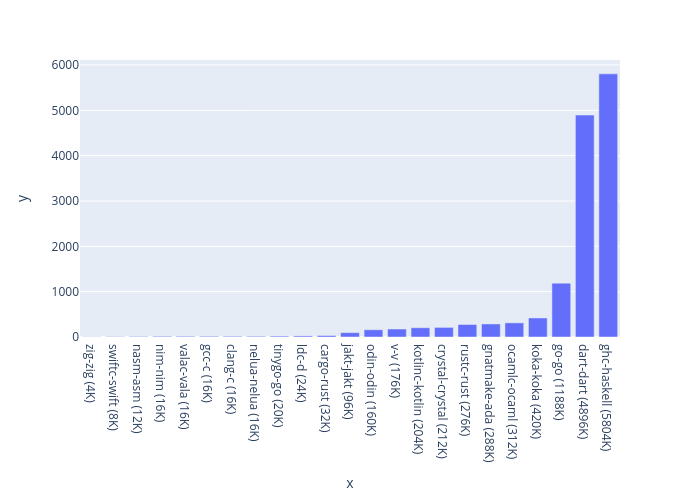 6000
5000
4000
3000
2000
1000
0
y
zig-zig (4K)
swiftc-swift (8K)
nasm-asm (12K)
nim-nim (16K)
valac-vala (16K)
gcc-c (16K)
clang-c (16K)
nelua-nelua (16K)
tinygo-go (20K)
ldc-d (24K)
cargo-rust (32K)
jakt-jakt (96K)
odin-odin (160K)
v-v (176K)
kotlinc-kotlin (204K)
crystal-crystal (212K)
rustc-rust (276K)
gnatmake-ada (288K)
ocamlc-ocaml (312K)
koka-koka (420K)
go-go (1188K)
dart-dart (4896K)
ghc-haskell (5804K)
x